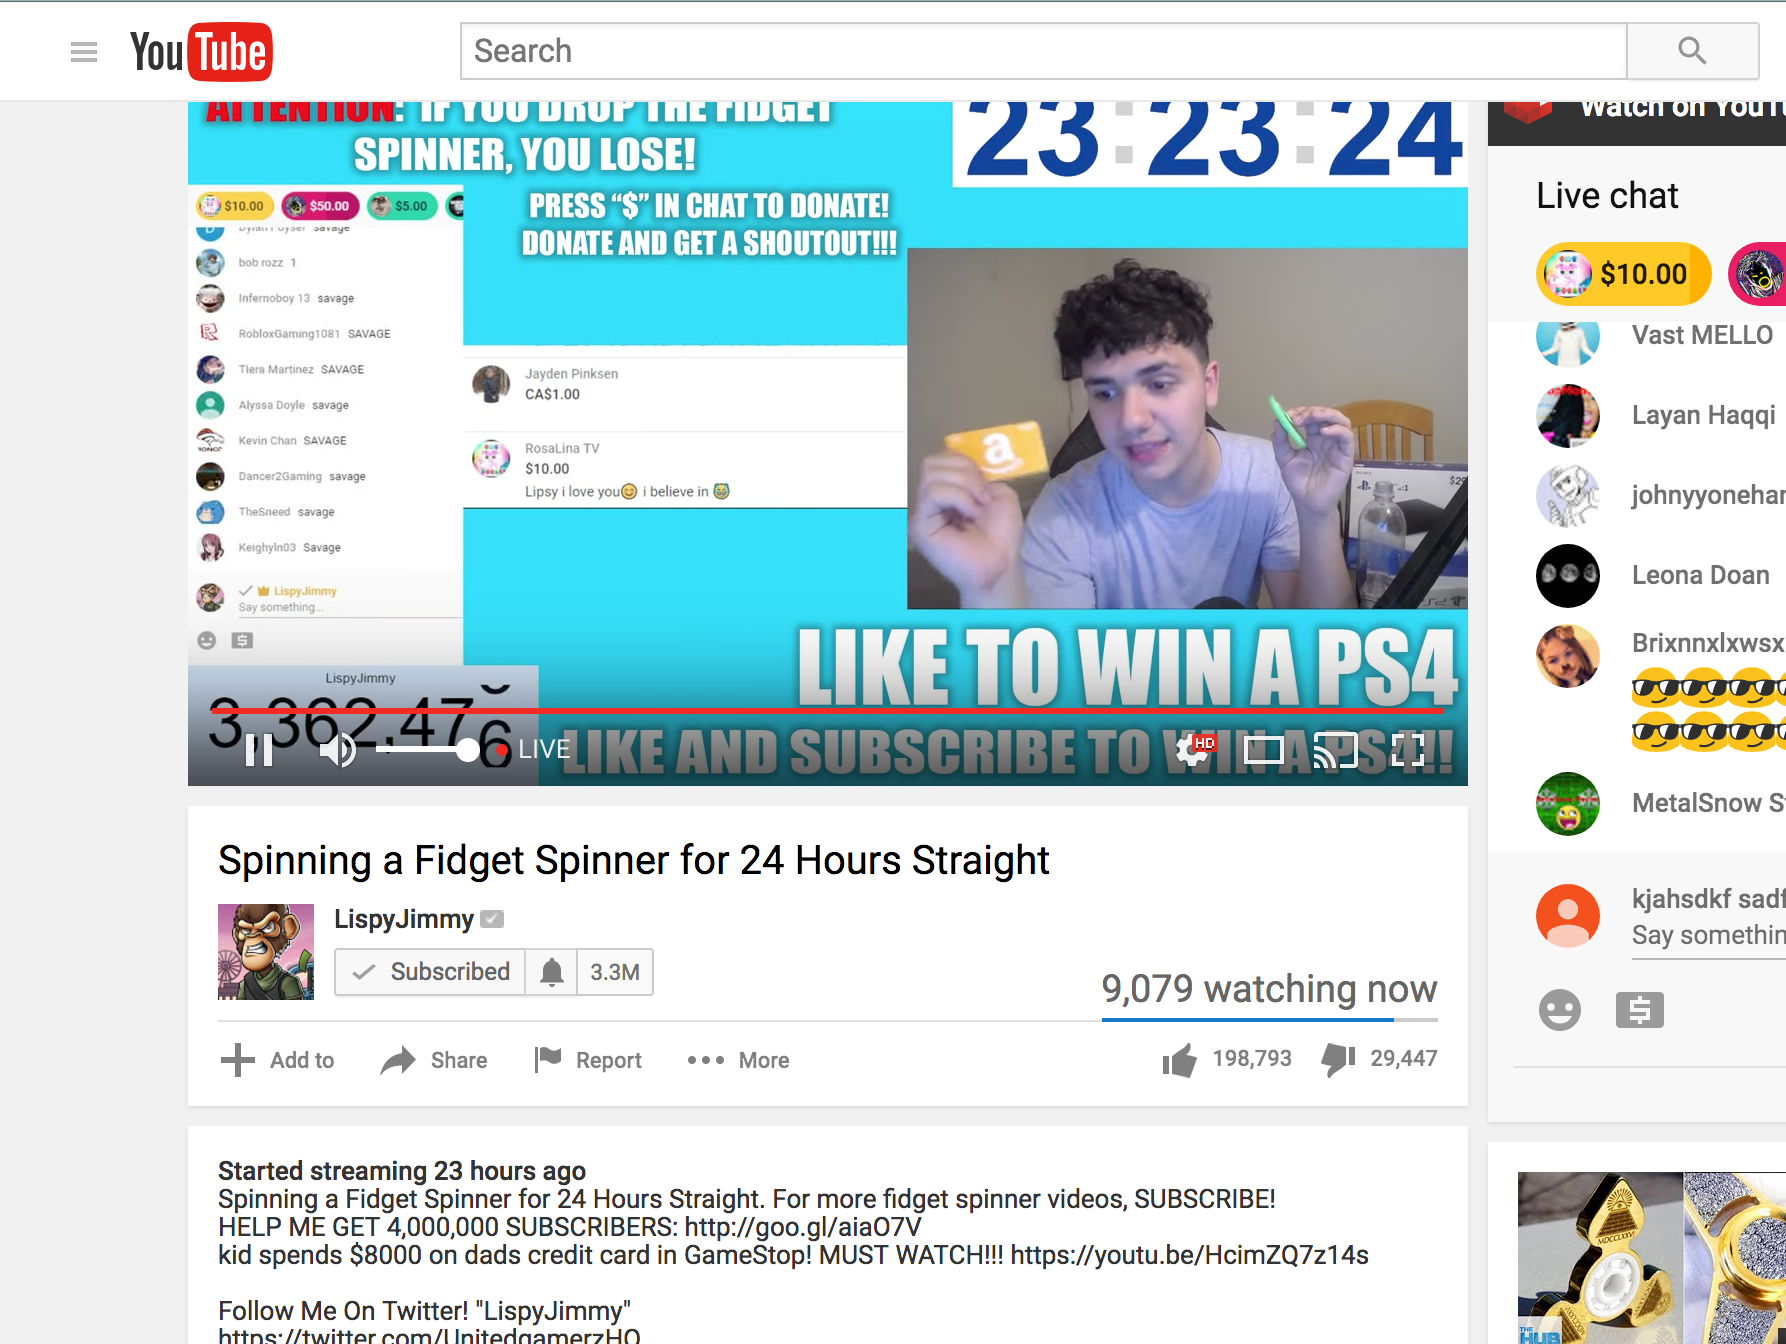 YouTube
Search
ATTENTION: IF YOU DROP THE FIDGET
SPINNER, YOU LOSE!
23:23:24
PRESS “$” IN CHAT TO DONATE!
DONATE AND GET A SHOUTOUT!!!
$10.00
$50.00
$5.00
Dylan Poyser savage
bob rozz 1
Infernoboy 13 savage
RobloxGaming1081 SAVAGE
Tiera Martinez SAVAGE
Alyssa Doyle savage
Kevin Chan SAVAGE
Dancer2Gaming savage
TheSneed savage
Keighyln03 Savage
LispyJimmy
Say something...
Jayden Pinksen
CA$1.00
RosaLina TV
$10.00
Lipsy i love you😊 i believe in
a
SONY
LIKE TO WIN A PS4
LIKE AND SUBSCRIBE TO WIN A PS4!!
LispyJimmy
3,362,476
LIVE
HD
Spinning a Fidget Spinner for 24 Hours Straight
LispyJimmy
Subscribed
3.3M
9,079 watching now
Add to
Share
Report
More
198,793
29,447
Started streaming 23 hours ago
Spinning a Fidget Spinner for 24 Hours Straight. For more fidget spinner videos, SUBSCRIBE!
HELP ME GET 4,000,000 SUBSCRIBERS: http://goo.gl/aiaO7V
kid spends $8000 on dads credit card in GameStop! MUST WATCH!!! https://youtu.be/HcimZQ7z14s
Follow Me On Twitter! "LispyJimmy"
https://twitter.com/UnitedgamerzHQ
Watch on YouTu
Live chat
$10.00
Vast MELLO
Layan Haqqi
johnyyonehan
Leona Doan
Brixnnxlxwsx
😎😎😎
😎😎😎
MetalSnow St
kjahsdkf sadf
Say somethin
MDCCLXXVI
THE
HUB